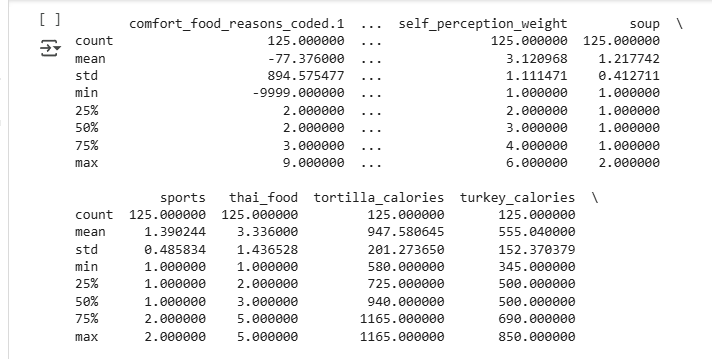 [ ] comfort_food_reasons_coded.1 ... self_perception_weight soup \
count 125.000000 ... 125.000000 125.000000
mean -77.376000 ... 3.120968 1.217742
std 894.575477 ... 1.111471 0.412711
min -9999.000000 ... 1.000000 1.000000
25% 2.000000 ... 2.000000 1.000000
50% 2.000000 ... 3.000000 1.000000
75% 3.000000 ... 4.000000 1.000000
max 9.000000 ... 6.000000 2.000000
sports thai_food tortilla_calories turkey_calories \
count 125.000000 125.000000 125.000000 125.000000
mean 1.390244 3.336000 947.580645 555.040000
std 0.485834 1.436528 201.273650 152.370379
min 1.000000 1.000000 580.000000 345.000000
25% 1.000000 2.000000 725.000000 500.000000
50% 1.000000 3.000000 940.000000 500.000000
75% 2.000000 5.000000 1165.000000 690.000000
max 2.000000 5.000000 1165.000000 850.000000